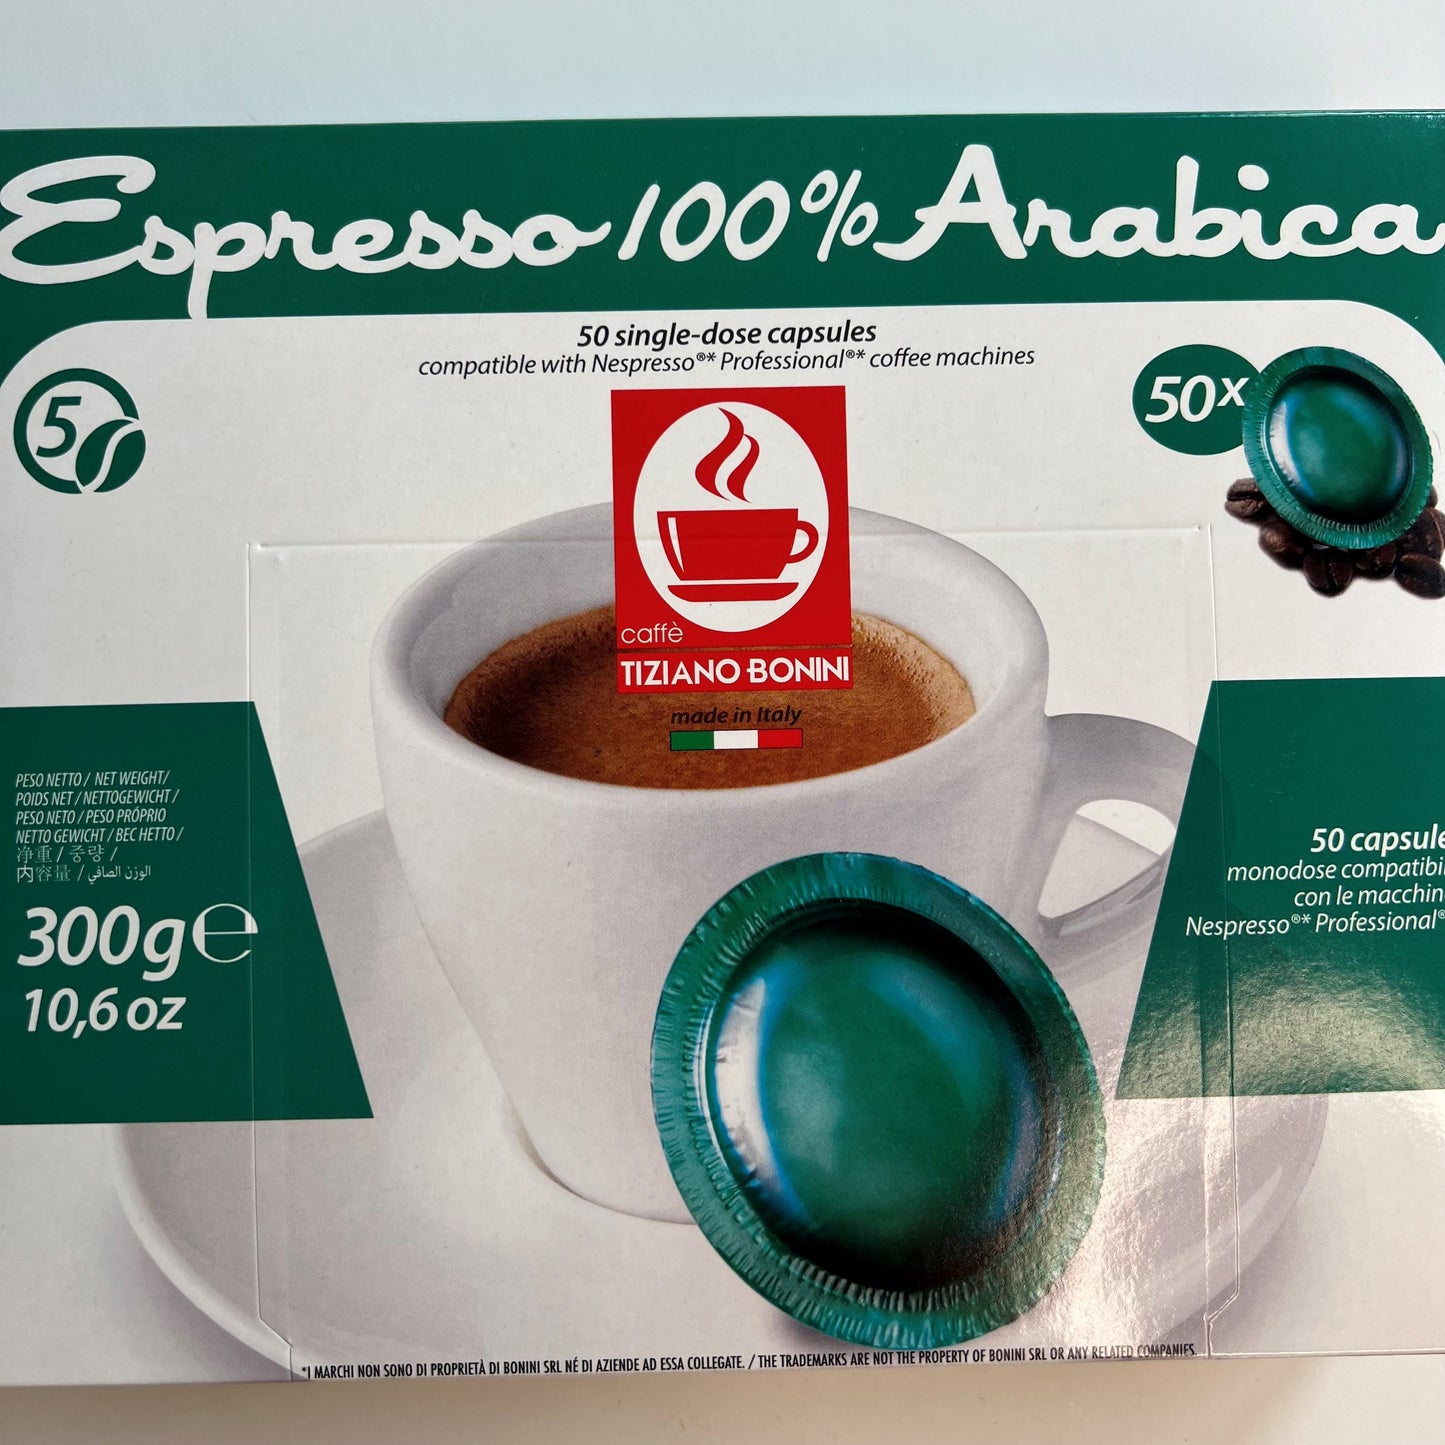 Espresso 100% Arabica
50 single-dose capsules
compatible with Nespresso®* Professional®* coffee machines
5
50x
caffè
TIZIANO BONINI
made in Italy
PESO NETTO / NET WEIGHT/
POIDS NET / NETTOGEWICHT /
PESO NETO / PESO PRÓPRIO
NETTO GEWICHT / ВЕС НЕТТО /
净重 / 중량 /
内容量 / الوزن الصافي
300g ℮
10,6 oz
50 capsule
monodose compatibi
con le macchin
Nespresso®* Professional®
*I MARCHI NON SONO DI PROPRIETÀ DI BONINI SRL NÉ DI AZIENDE AD ESSA COLLEGATE. / THE TRADEMARKS ARE NOT THE PROPERTY OF BONINI SRL OR ANY RELATED COMPANIES.